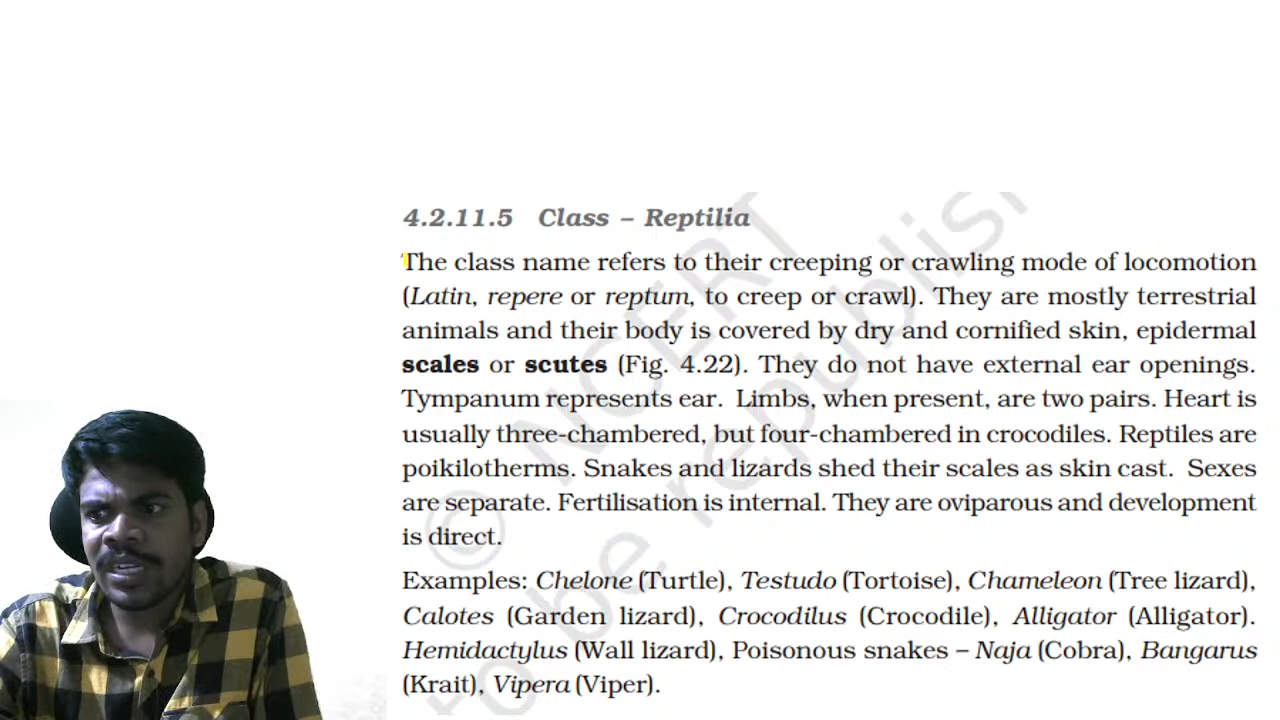 4.2.11.5 Class – Reptilia
The class name refers to their creeping or crawling mode of locomotion
(Latin, repere or reptum, to creep or crawl). They are mostly terrestrial
animals and their body is covered by dry and cornified skin, epidermal
scales or scutes (Fig. 4.22). They do not have external ear openings.
Tympanum represents ear. Limbs, when present, are two pairs. Heart is
usually three-chambered, but four-chambered in crocodiles. Reptiles are
poikilotherms. Snakes and lizards shed their scales as skin cast. Sexes
are separate. Fertilisation is internal. They are oviparous and development
is direct.
Examples: Chelone (Turtle), Testudo (Tortoise), Chameleon (Tree lizard),
Calotes (Garden lizard), Crocodilus (Crocodile), Alligator (Alligator).
Hemidactylus (Wall lizard), Poisonous snakes – Naja (Cobra), Bangarus
(Krait), Vipera (Viper).
© NCERT
to be republis